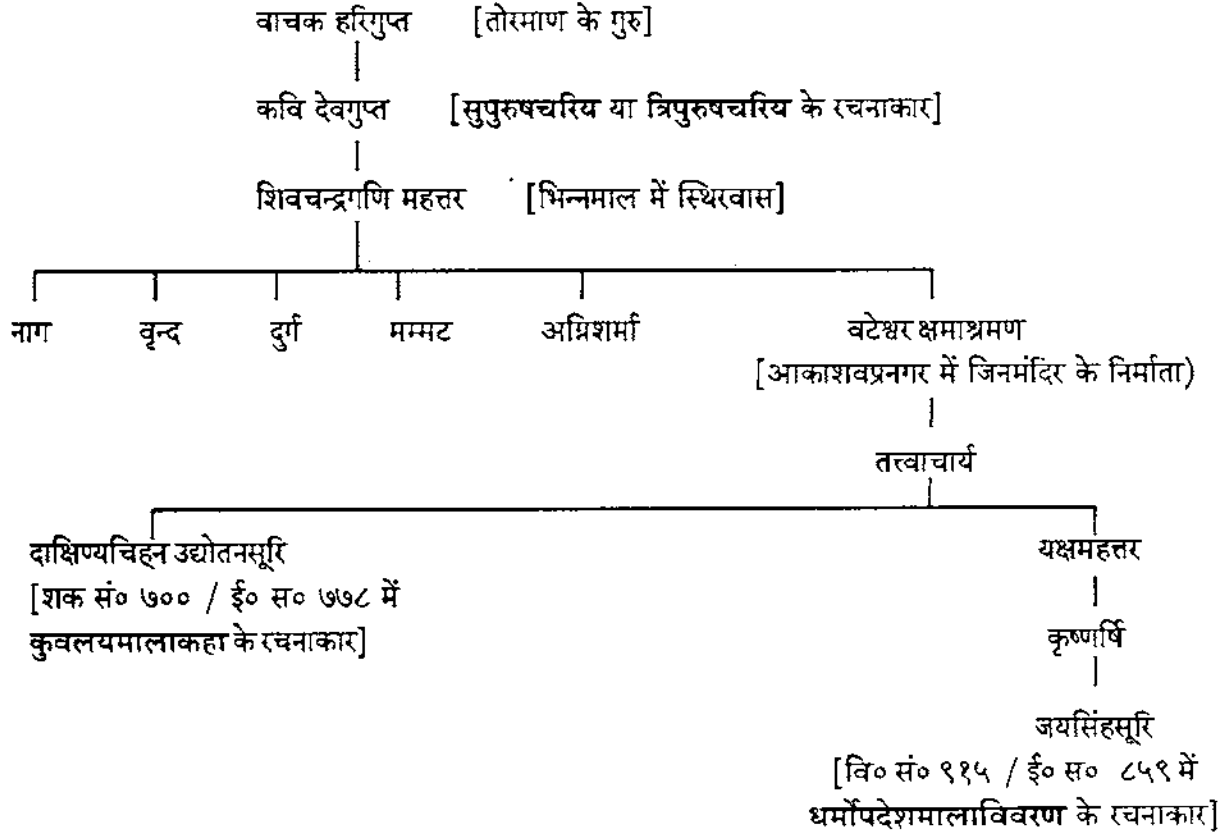 वाचक हरिगुप्त [तोरमाण के गुरु]
कवि देवगुप्त [सुपुरुषचरिय या त्रिपुरुषचरिय के रचनाकार]
शिवचन्द्रगणि महत्तर [भिन्नमाल में स्थिरवास]
नाग वृन्द दुर्ग मम्मट अग्निशर्मा वटेश्वर क्षमाश्रमण
[आकाशवप्रनगर में जिनमंदिर के निर्माता)
तत्त्वाचार्य
दाक्षिण्यचिहन उद्योतनसूरि यक्षमहत्तर
[शक सं० ७०० / ई० स० ७७८ में
कुवलयमालाकहा के रचनाकार] कृष्णर्षि
जयसिंहसूरि
[वि० सं० ९१५ / ई० स० ८५९ में
धर्मोपदेशमालाविवरण के रचनाकार]